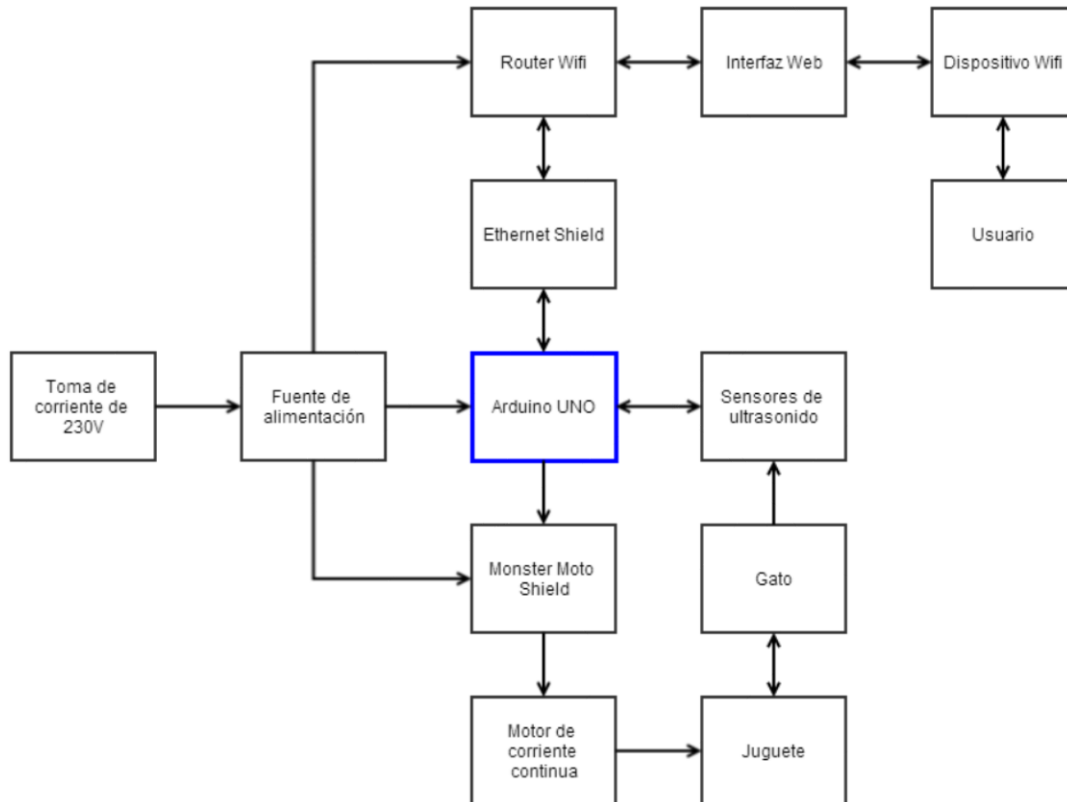 Router Wifi
Interfaz Web
Dispositivo Wifi
Ethernet Shield
Usuario
Toma de
corriente de
230V
Fuente de
alimentación
Arduino UNO
Sensores de
ultrasonido
Monster Moto
Shield
Gato
Motor de
corriente
continua
Juguete